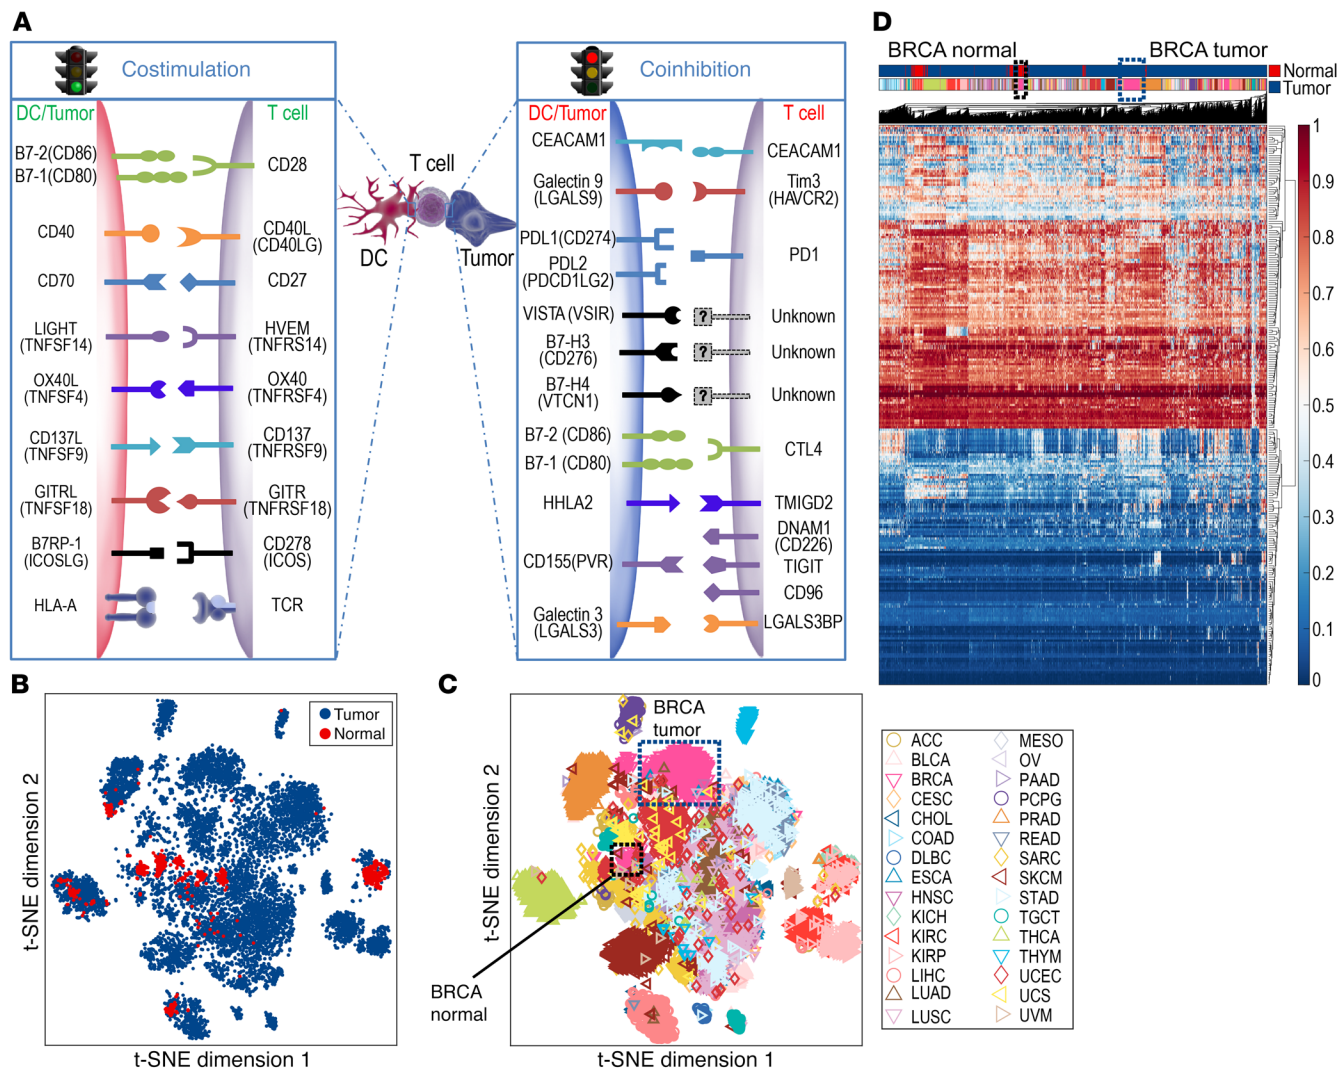 A
Costimulation
DC/Tumor
T cell
B7-2(CD86)
B7-1(CD80)
CD28
CD40
CD40L
(CD40LG)
CD70
CD27
LIGHT
(TNFSF14)
HVEM
(TNFRS14)
OX40L
(TNFSF4)
OX40
(TNFRSF4)
CD137L
(TNFSF9)
CD137
(TNFRSF9)
GITRL
(TNFSF18)
GITR
(TNFRSF18)
B7RP-1
(ICOSLG)
CD278
(ICOS)
HLA-A
TCR
T cell
DC
Tumor
Coinhibition
DC/Tumor
T cell
CEACAM1
CEACAM1
Galectin 9
(LGALS9)
Tim3
(HAVCR2)
PDL1(CD274)
PDL2
(PDCD1LG2)
PD1
VISTA (VSIR)
?
Unknown
B7-H3
(CD276)
?
Unknown
B7-H4
(VTCN1)
?
Unknown
B7-2 (CD86)
B7-1 (CD80)
CTL4
HHLA2
TMIGD2
DNAM1
(CD226)
CD155(PVR)
TIGIT
CD96
Galectin 3
(LGALS3)
LGALS3BP
D
BRCA normal
BRCA tumor
Normal
Tumor
1
0.9
0.8
0.7
0.6
0.5
0.4
0.3
0.2
0.1
0
B
Tumor
Normal
t-SNE dimension 2
t-SNE dimension 1
C
BRCA
tumor
BRCA
normal
t-SNE dimension 2
t-SNE dimension 1
ACC
BLCA
BRCA
CESC
CHOL
COAD
DLBC
ESCA
HNSC
KICH
KIRC
KIRP
LIHC
LUAD
LUSC
MESO
OV
PAAD
PCPG
PRAD
READ
SARC
SKCM
STAD
TGCT
THCA
THYM
UCEC
UCS
UVM